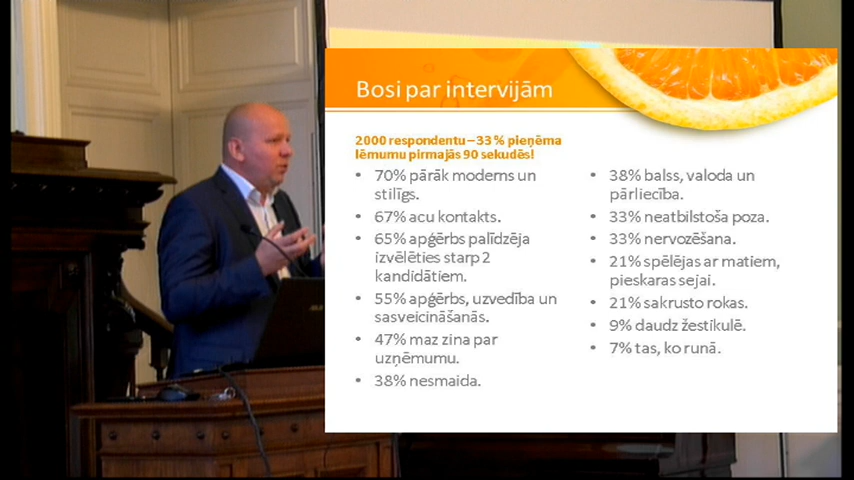 Bosi par intervijām
2000 respondentu – 33 % pieņēma
lēmumu pirmajās 90 sekudēs!
• 70% pārāk moderns un
stilīgs.
• 67% acu kontakts.
• 65% apģērbs palīdzēja
izvēlēties starp 2
kandidātiem.
• 55% apģērbs, uzvedība un
sasveicināšanās.
• 47% maz zina par
uzņēmumu.
• 38% nesmaida.
• 38% balss, valoda un
pārliecība.
• 33% neatbilstoša poza.
• 33% nervozēšana.
• 21% spēlējas ar matiem,
pieskaras sejai.
• 21% sakrusto rokas.
• 9% daudz žestikulē.
• 7% tas, ko runā.